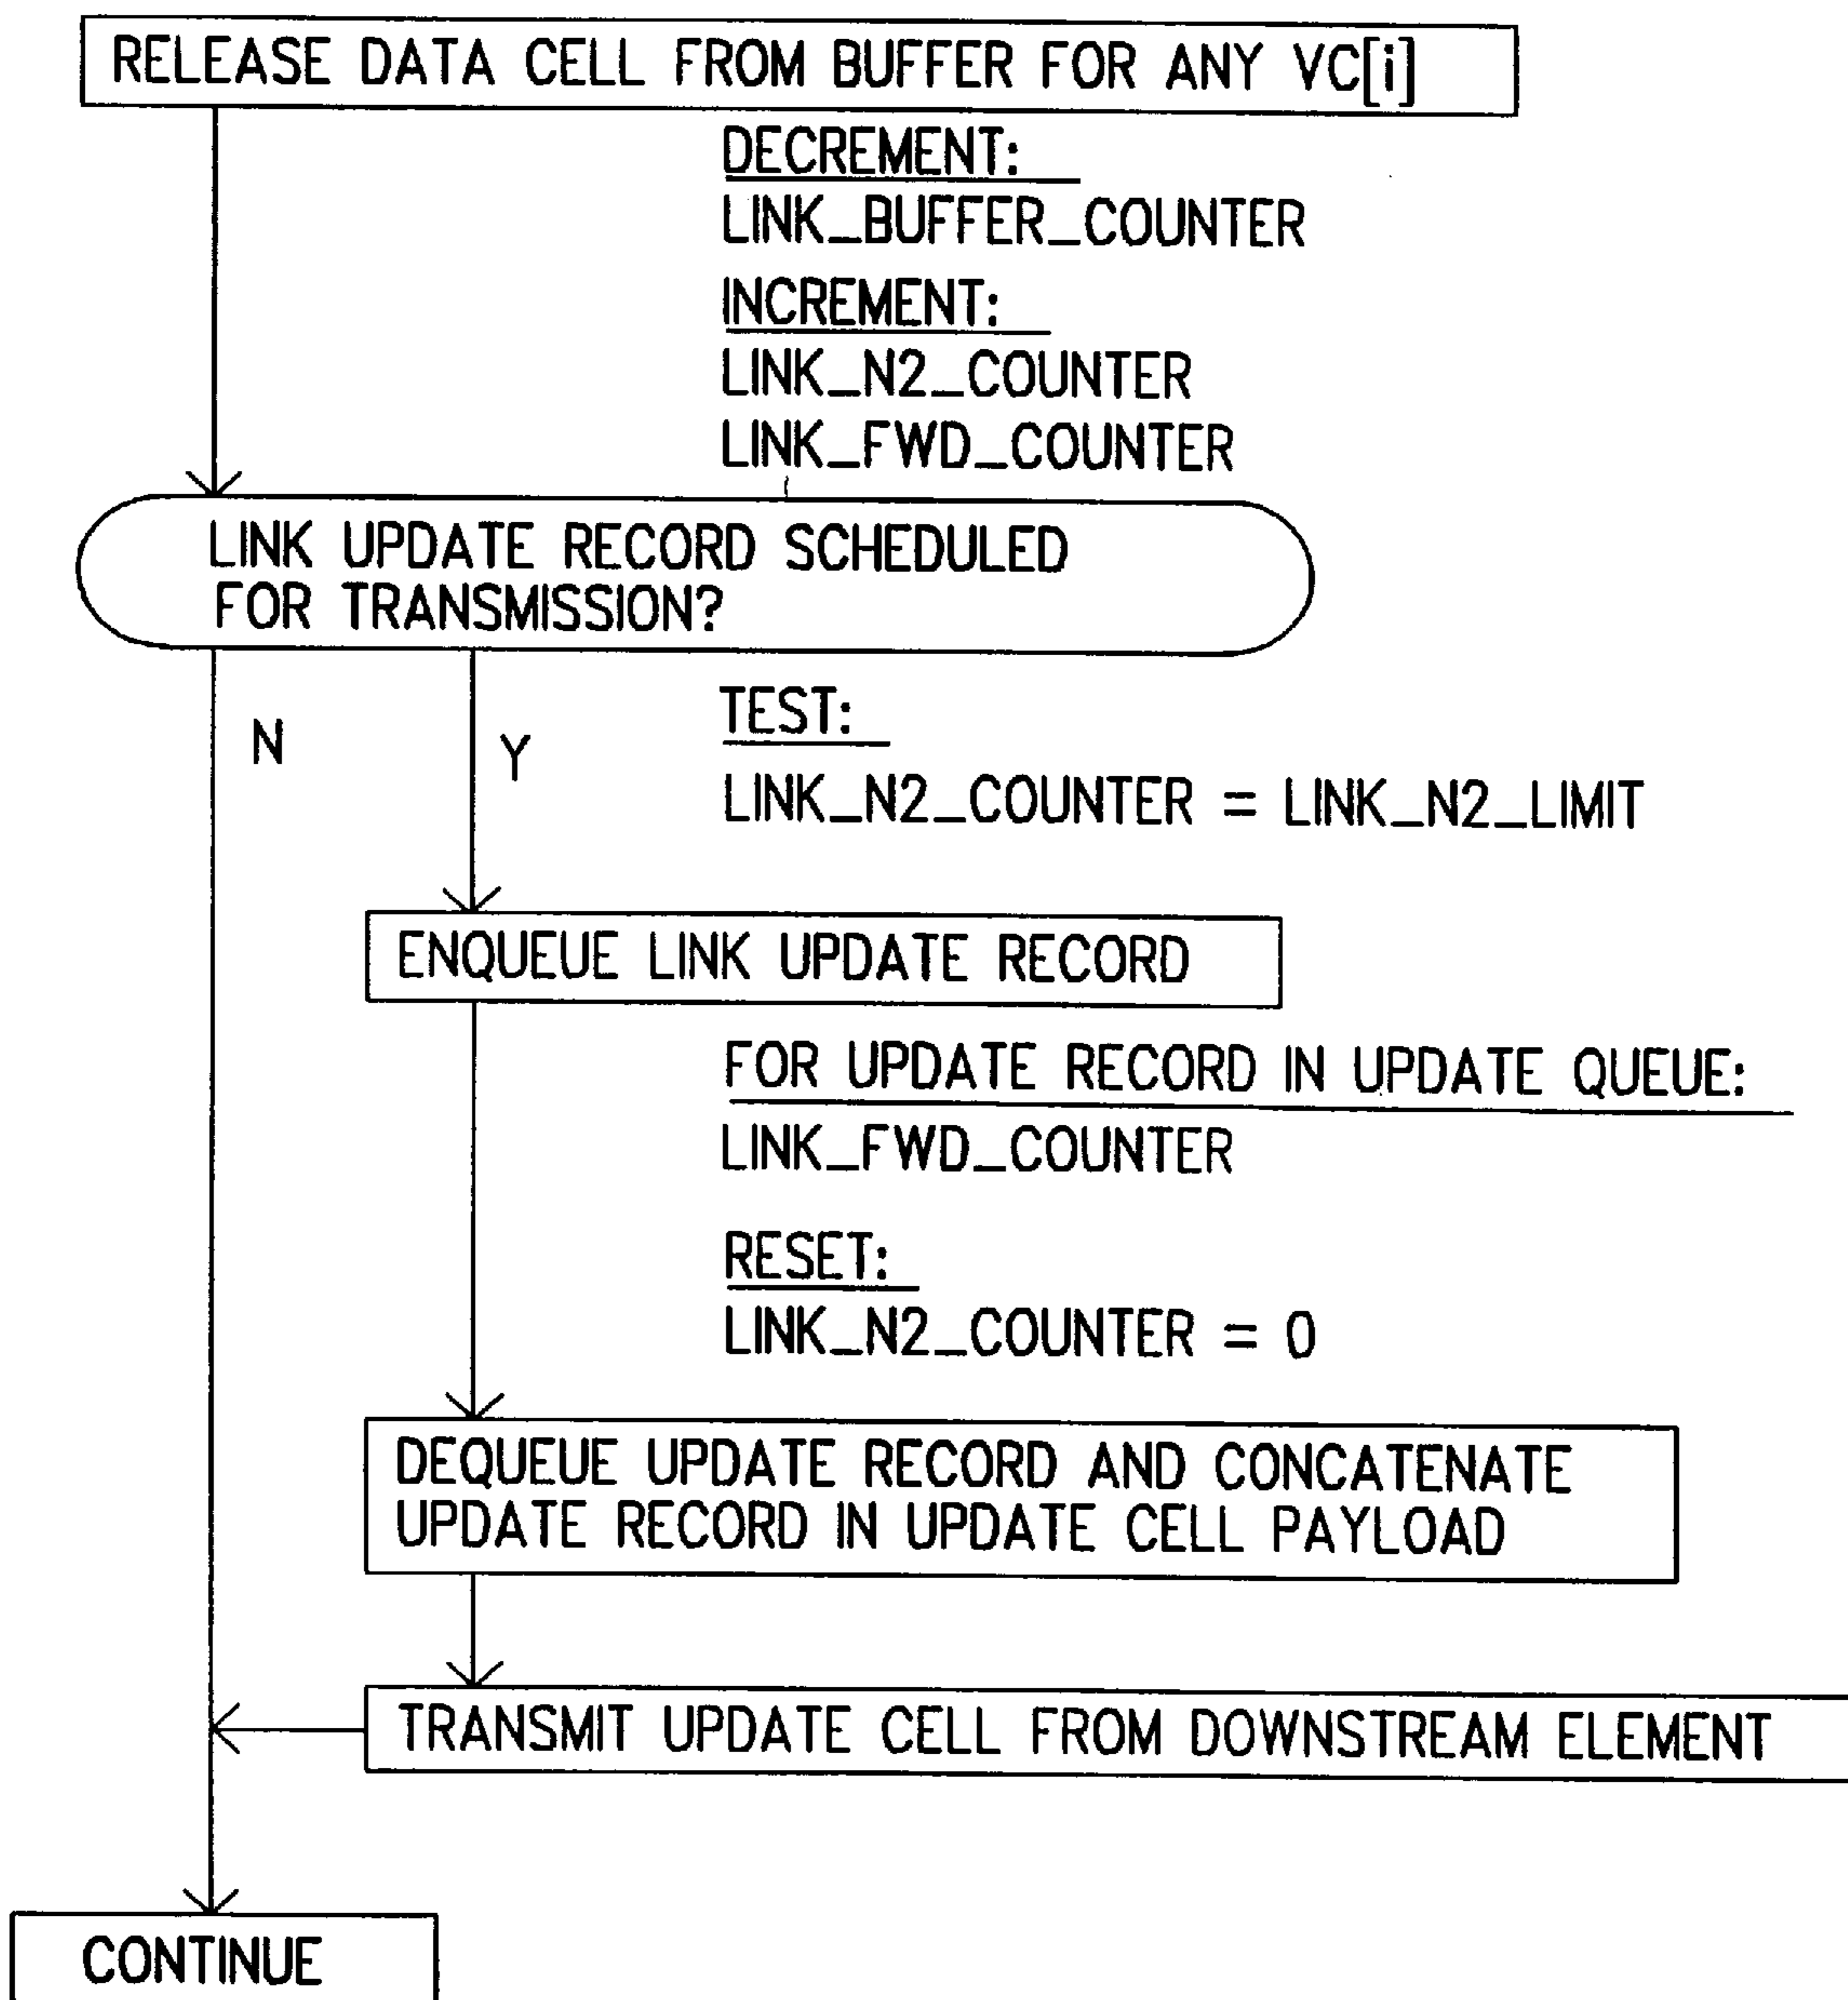 RELEASE DATA CELL FROM BUFFER FOR ANY VC[i]
DECREMENT:
LINK_BUFFER_COUNTER
INCREMENT:
LINK_N2_COUNTER
LINK_FWD_COUNTER
LINK UPDATE RECORD SCHEDULED
FOR TRANSMISSION?
N
Y
TEST:
LINK_N2_COUNTER = LINK_N2_LIMIT
ENQUEUE LINK UPDATE RECORD
FOR UPDATE RECORD IN UPDATE QUEUE:
LINK_FWD_COUNTER
RESET:
LINK_N2_COUNTER = 0
DEQUEUE UPDATE RECORD AND CONCATENATE
UPDATE RECORD IN UPDATE CELL PAYLOAD
TRANSMIT UPDATE CELL FROM DOWNSTREAM ELEMENT
CONTINUE